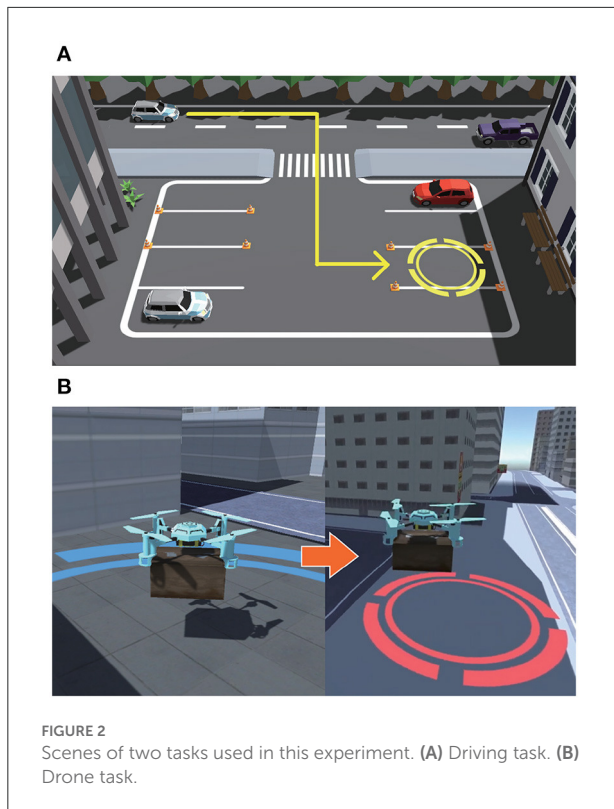 A
B
FIGURE 2
Scenes of two tasks used in this experiment. (A) Driving task. (B)
Drone task.